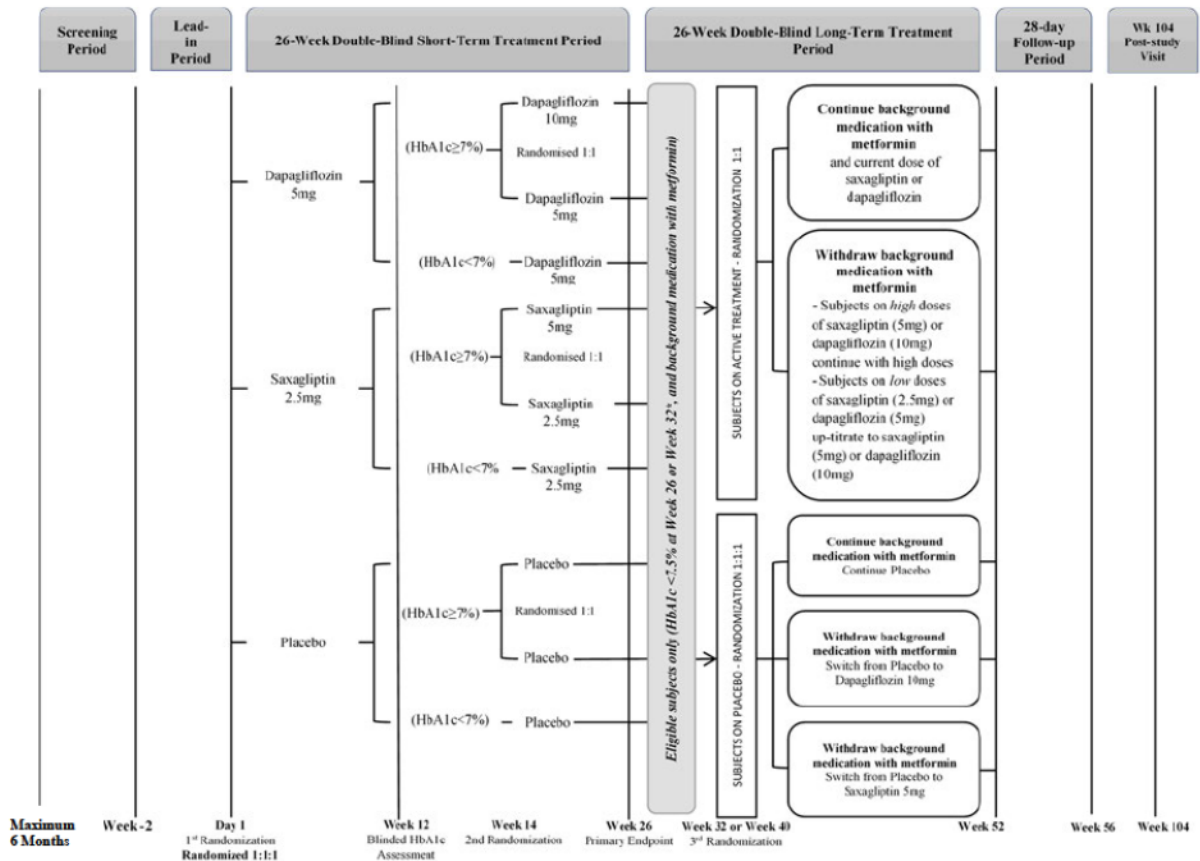 Screening
Period
Lead-
in
Period
26-Week Double-Blind Short-Term Treatment Period
26-Week Double-Blind Long-Term Treatment
Period
28-day
Follow-up
Period
Wk 104
Post-study
Visit
Dapagliflozin
5mg
(HbA1c≥7%)
Dapagliflozin
10mg
Randomised 1:1
Dapagliflozin
5mg
(HbA1c<7%)
Dapagliflozin
5mg
Saxagliptin
2.5mg
(HbA1c≥7%)
Saxagliptin
5mg
Randomised 1:1
Saxagliptin
2.5mg
(HbA1c<7%
Saxagliptin
2.5mg
Placebo
(HbA1c≥7%)
Placebo
Randomised 1:1
Placebo
(HbA1c<7%)
Placebo
Eligible subjects only (HbA1c <7.5% at Week 26 or Week 32*, and background medication with metformin)
SUBJECTS ON ACTIVE TREATMENT - RANDOMIZATION 1:1
SUBJECTS ON PLACEBO - RANDOMIZATION 1:1:1
Continue background
medication with
metformin
and current dose of
saxagliptin or
dapagliflozin
Withdraw background
medication with
metformin
- Subjects on high doses
of saxagliptin (5mg) or
dapagliflozin (10mg)
continue with high doses
- Subjects on low doses
of saxagliptin (2.5mg) or
dapagliflozin (5mg)
up-titrate to saxagliptin
(5mg) or dapagliflozin
(10mg)
Continue background
medication with metformin
Continue Placebo
Withdraw background
medication with metformin
Switch from Placebo to
Dapagliflozin 10mg
Withdraw background
medication with metformin
Switch from Placebo to
Saxagliptin 5mg
Maximum
6 Months
Week -2
Day 1
1st Randomization
Randomized 1:1:1
Week 12
Blinded HbA1c
Assessment
Week 14
2nd Randomization
Week 26
Primary Endpoint
Week 32 or Week 40
3rd Randomization
Week 52
Week 56
Week 104